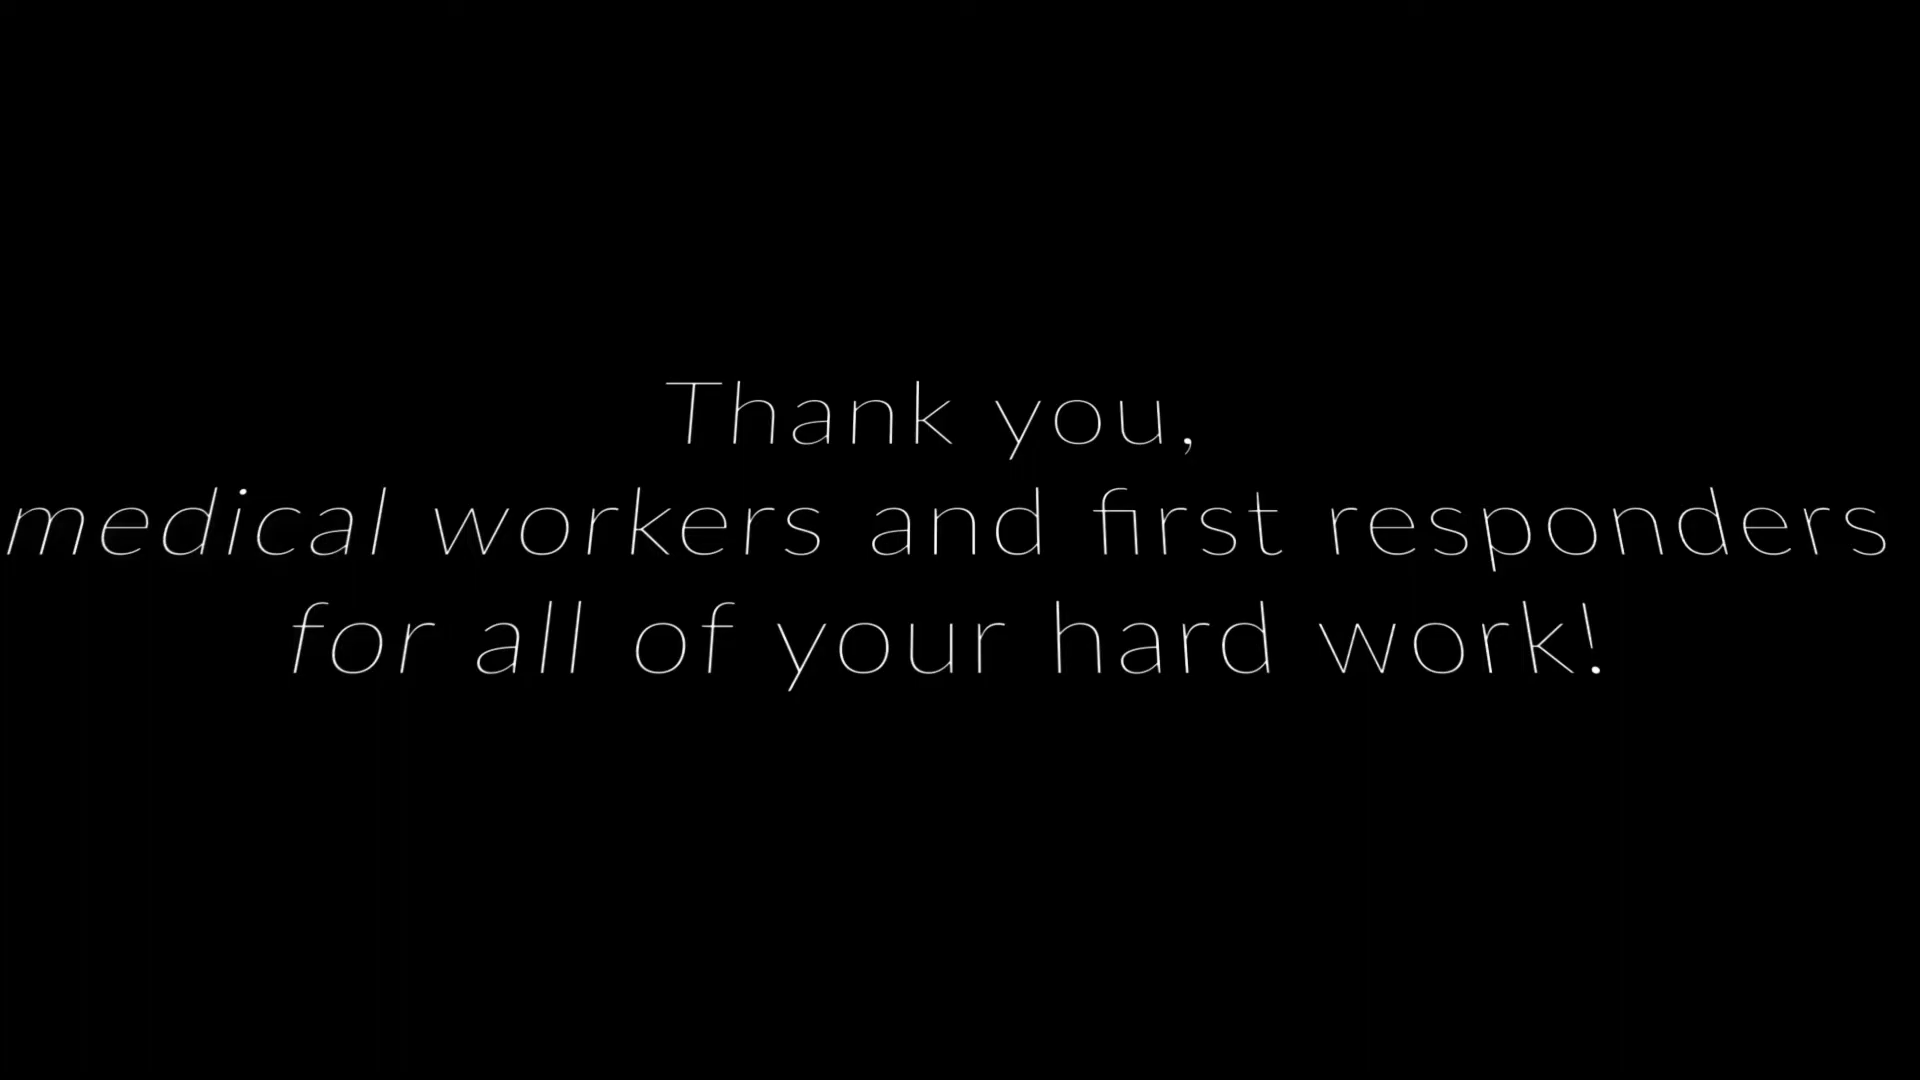 Thank you,
medical workers and first responders
for all of your hard work!